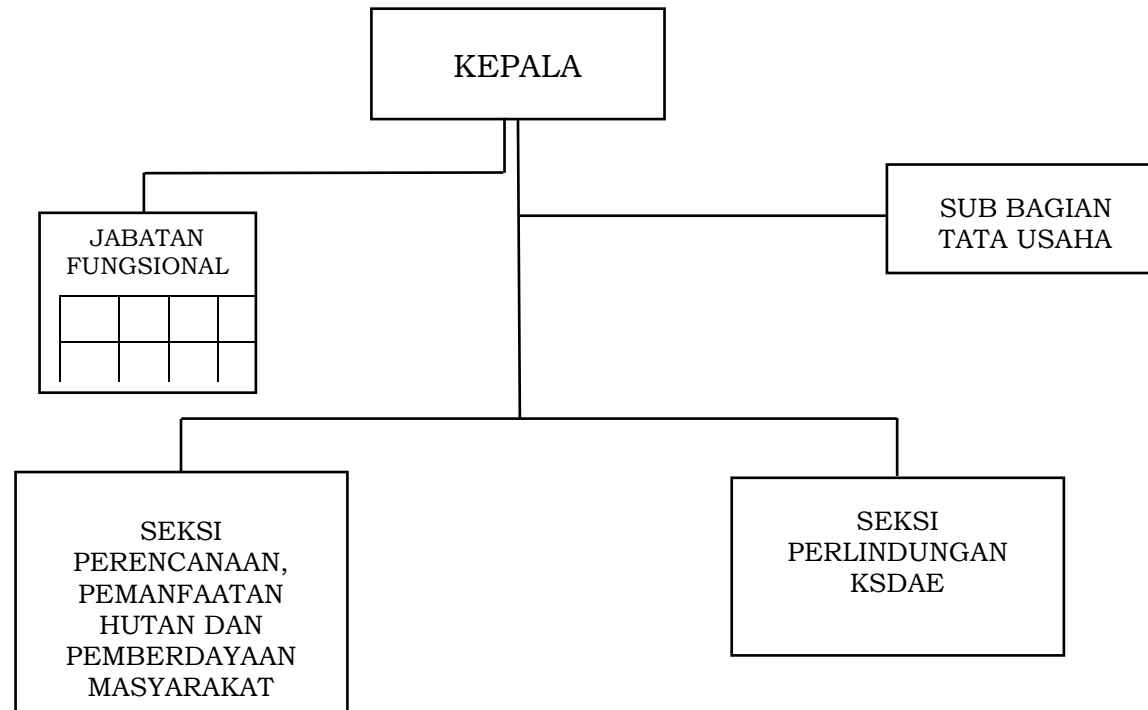 KEPALA
SUB BAGIAN
TATA USAHA
JABATAN
FUNGSIONAL
SEKSI
PERENCANAAN,
PEMANFAATAN
HUTAN DAN
PEMBERDAYAAN
MASYARAKAT
SEKSI
PERLINDUNGAN
KSDAE